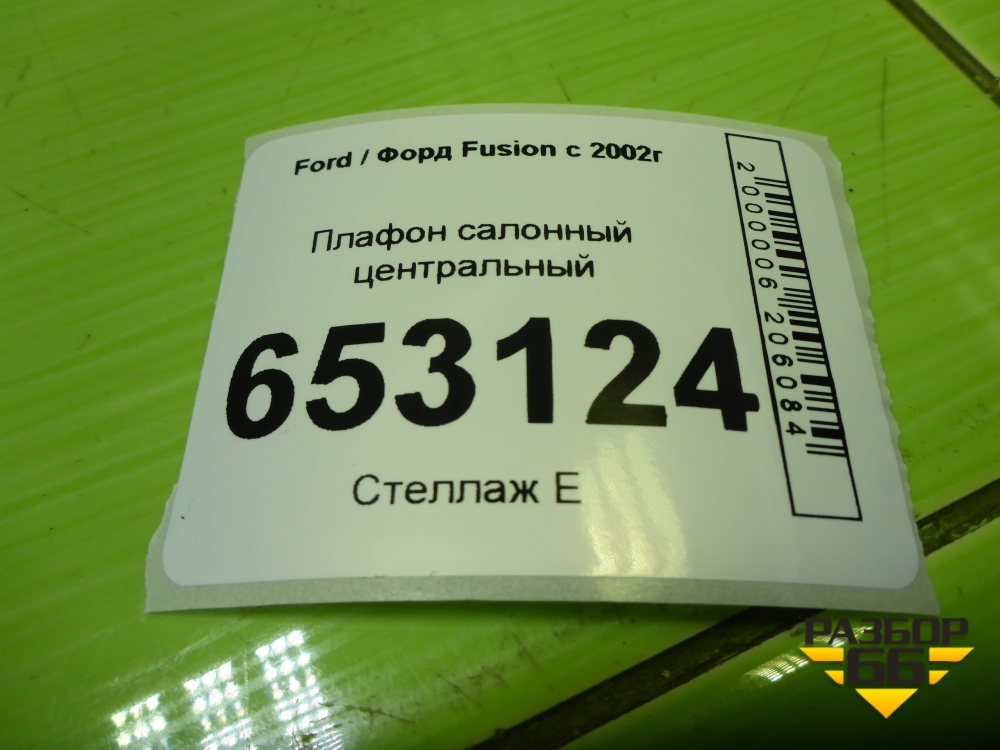 Ford / Форд Fusion с 2002г
Плафон салонный
центральный
653124
Стеллаж Е
2000006206084
РАЗБОР
66